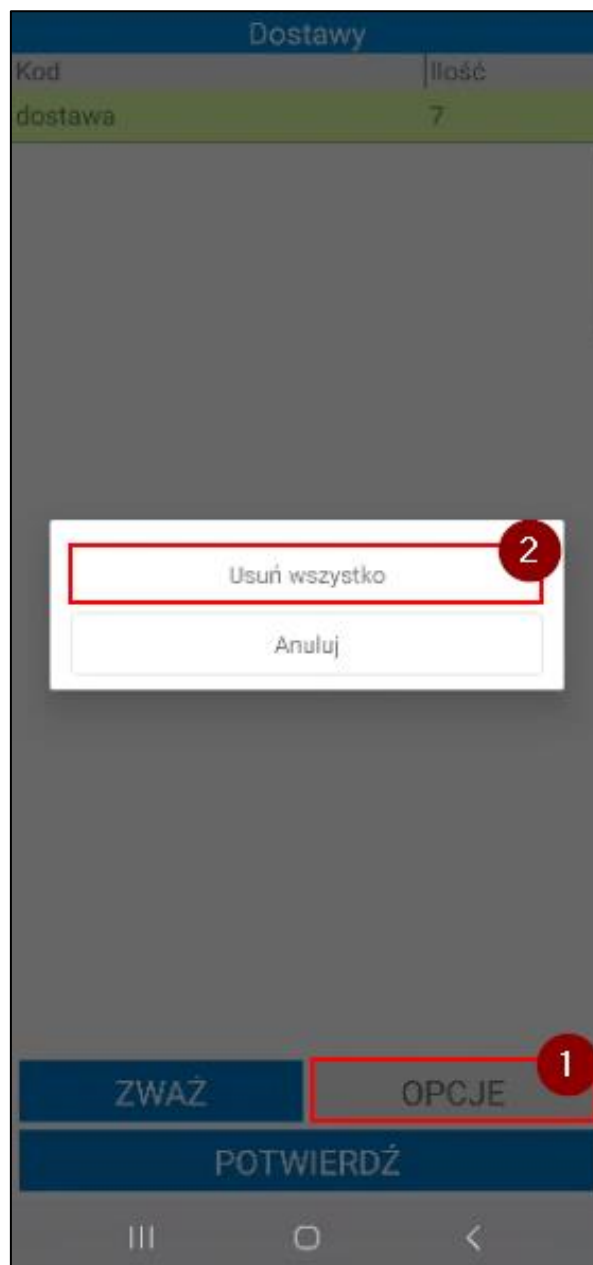 Dostawy
Kod Ilość
dostawa 7
2
Usuń wszystko
Anuluj
1
ZWAŻ OPCJE
POTWIERDŹ